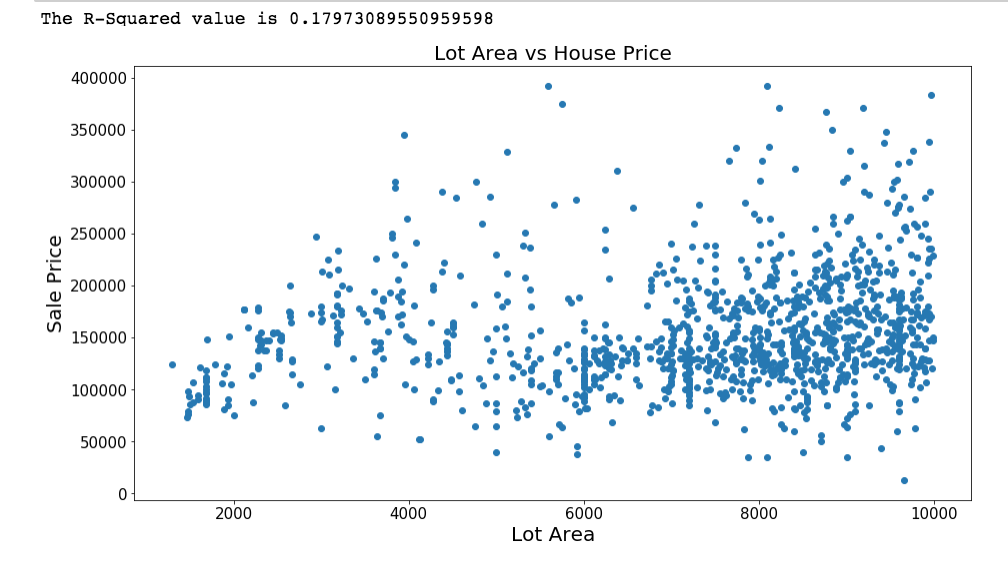 The R-Squared value is 0.17973089550959598
Lot Area vs House Price
400000
350000
300000
250000
200000
150000
100000
50000
0
Sale Price
2000 4000 6000 8000 10000
Lot Area